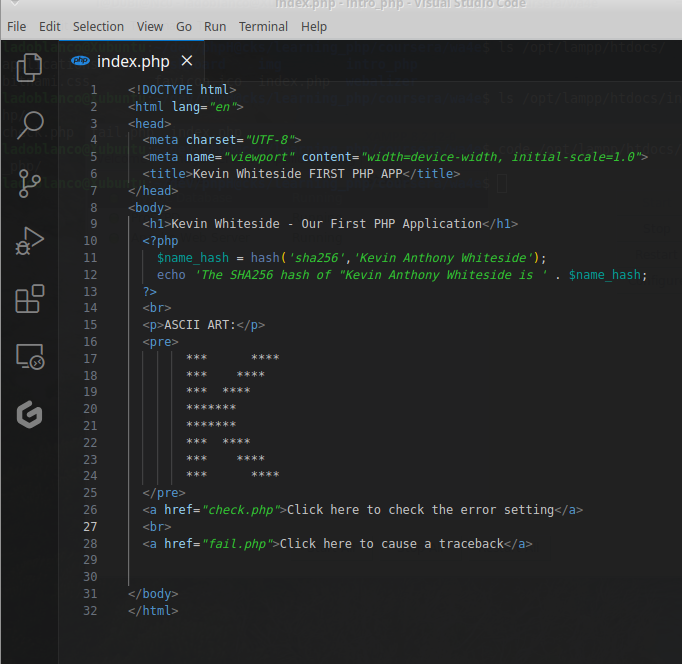 index.php - intro_php - Visual Studio Code
File Edit Selection View Go Run Terminal Help
php index.php ×
1 <!DOCTYPE html>
2 <html lang="en">
3 <head>
4 <meta charset="UTF-8">
5 <meta name="viewport" content="width=device-width, initial-scale=1.0">
6 <title>Kevin Whiteside FIRST PHP APP</title>
7 </head>
8 <body>
9 <h1>Kevin Whiteside - Our First PHP Application</h1>
10 <?php
11 $name_hash = hash('sha256','Kevin Anthony Whiteside');
12 echo 'The SHA256 hash of "Kevin Anthony Whiteside is ' . $name_hash;
13 ?>
14 <br>
15 <p>ASCII ART:</p>
16 <pre>
17 ***      ****
18 ***    ****
19 ***  ****
20 *******
21 *******
22 ***  ****
23 ***    ****
24 ***      ****
25 </pre>
26 <a href="check.php">Click here to check the error setting</a>
27 <br>
28 <a href="fail.php">Click here to cause a traceback</a>
29
30
31 </body>
32 </html>